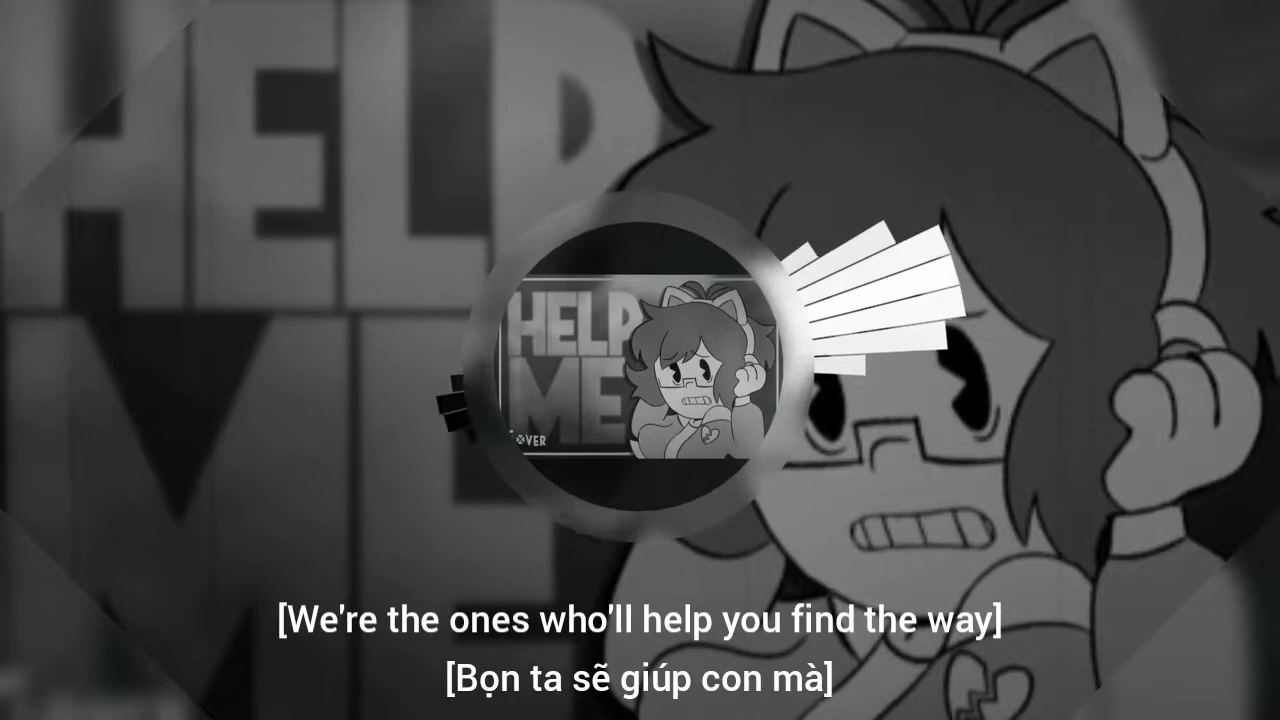 HELP
ME
HELP
ME
COVER
[We're the ones who'll help you find the way]
[Bọn ta sẽ giúp con mà]